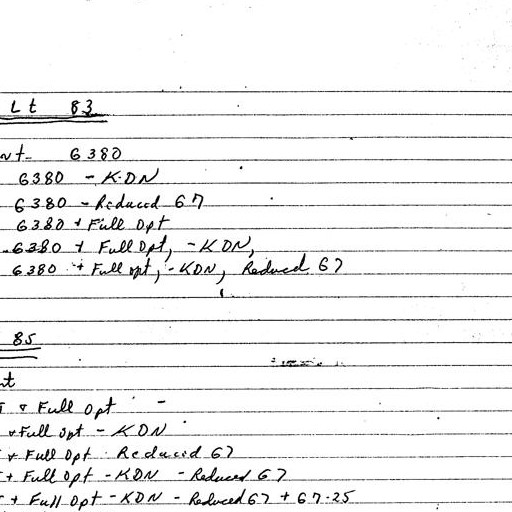 Lt 83
nt 6380
6380 - KDN
6380 - Reduced 67
6380 + Full Opt
6380 + Full Opt, - KDN,
6380 + Full opt, - KDN, Reduced 67
85
nt
+ Full Opt -
+ Full opt - KDN
+ Full Opt Reduced 67
+ Full Opt - KDN - Reduced 67
+ Full Opt - KDN - Reduced 67 + 67.25